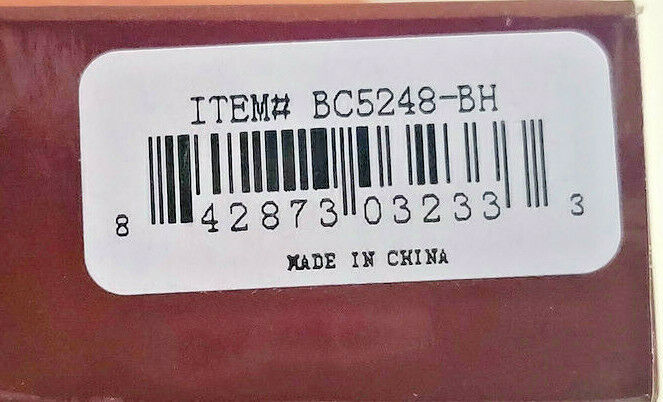 ITEM# BC5248-BH
8 42873 03233 3
MADE IN CHINA